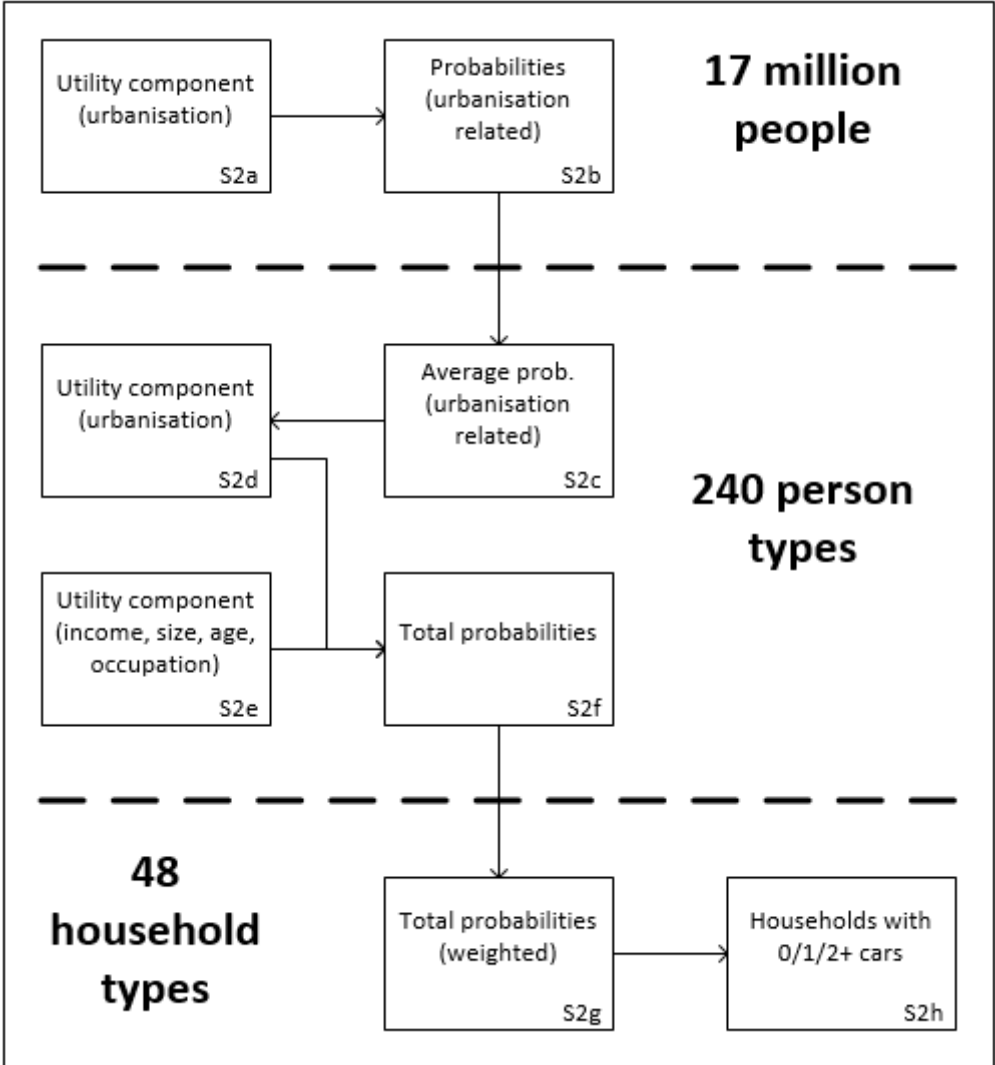 Utility component
(urbanisation)
S2a
Probabilities
(urbanisation
related)
S2b
17 million
people
Utility component
(urbanisation)
S2d
Average prob.
(urbanisation
related)
S2c
240 person
types
Utility component
(income, size, age,
occupation)
S2e
Total probabilities
S2f
48
household
types
Total probabilities
(weighted)
S2g
Households with
0/1/2+ cars
S2h